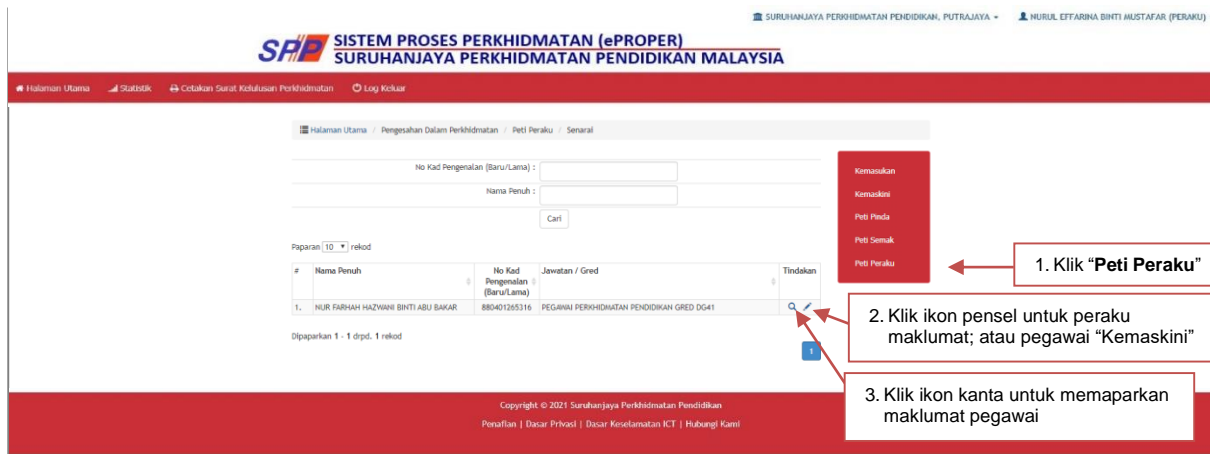 SURUHANJAYA PERKHIDMATAN PENDIDIKAN, PUTRAJAYA
NURUL EFFARINA BINTI MUSTAFAR (PERAKU)
SPP
SISTEM PROSES PERKHIDMATAN (ePROPER)
SURUHANJAYA PERKHIDMATAN PENDIDIKAN MALAYSIA
Halaman Utama Statistik Cetakan Surat Kelulusan Perkhidmatan Log Keluar
Halaman Utama / Pengesahan Dalam Perkhidmatan / Peti Peraku / Senarai
No Kad Pengenalan (Baru/Lama) :
Nama Penuh :
Cari
Kemasukan
Kemaskini
Peti Pinda
Peti Semak
Peti Peraku
Paparan 10 rekod
# Nama Penuh No Kad Pengenalan (Baru/Lama) Jawatan / Gred Tindakan
1. NUR FARHAH HAZWANI BINTI ABU BAKAR 880401265316 PEGAWAI PERKHIDMATAN PENDIDIKAN GRED DG41
Dipaparkan 1 - 1 drpd. 1 rekod
1
1. Klik “Peti Peraku”
2. Klik ikon pensel untuk peraku
maklumat; atau pegawai “Kemaskini”
3. Klik ikon kanta untuk memaparkan
maklumat pegawai
Copyright © 2021 Suruhanjaya Perkhidmatan Pendidikan
Penafian | Dasar Privasi | Dasar Keselamatan ICT | Hubungi Kami